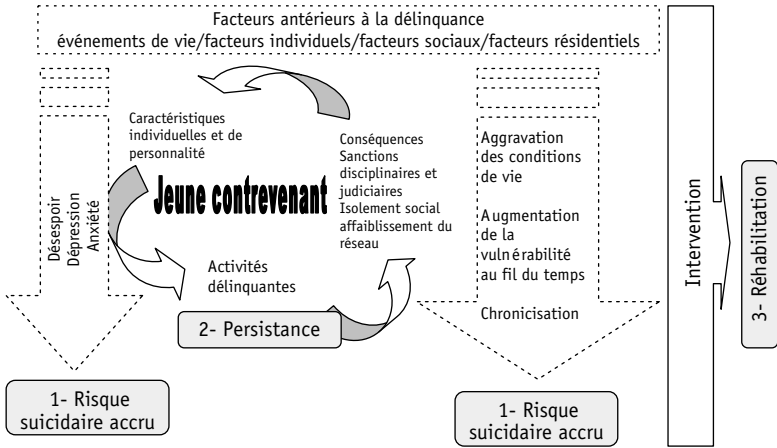 Facteurs antérieurs à la délinquance
événements de vie/facteurs individuels/facteurs sociaux/facteurs résidentiels
Désespoir
Dépression
Anxiété
Caractéristiques
individuelles et de
personnalité
Jeune contrevenant
Activités
délinquantes
2- Persistance
Conséquences
Sanctions
disciplinaires et
judiciaires
Isolement social
affaiblissement du
réseau
Aggravation
des conditions
de vie
Augmentation
de la
vulnérabilité
au fil du temps
Chronicisation
Intervention
3- Réhabilitation
1- Risque
suicidaire accru
1- Risque
suicidaire accru